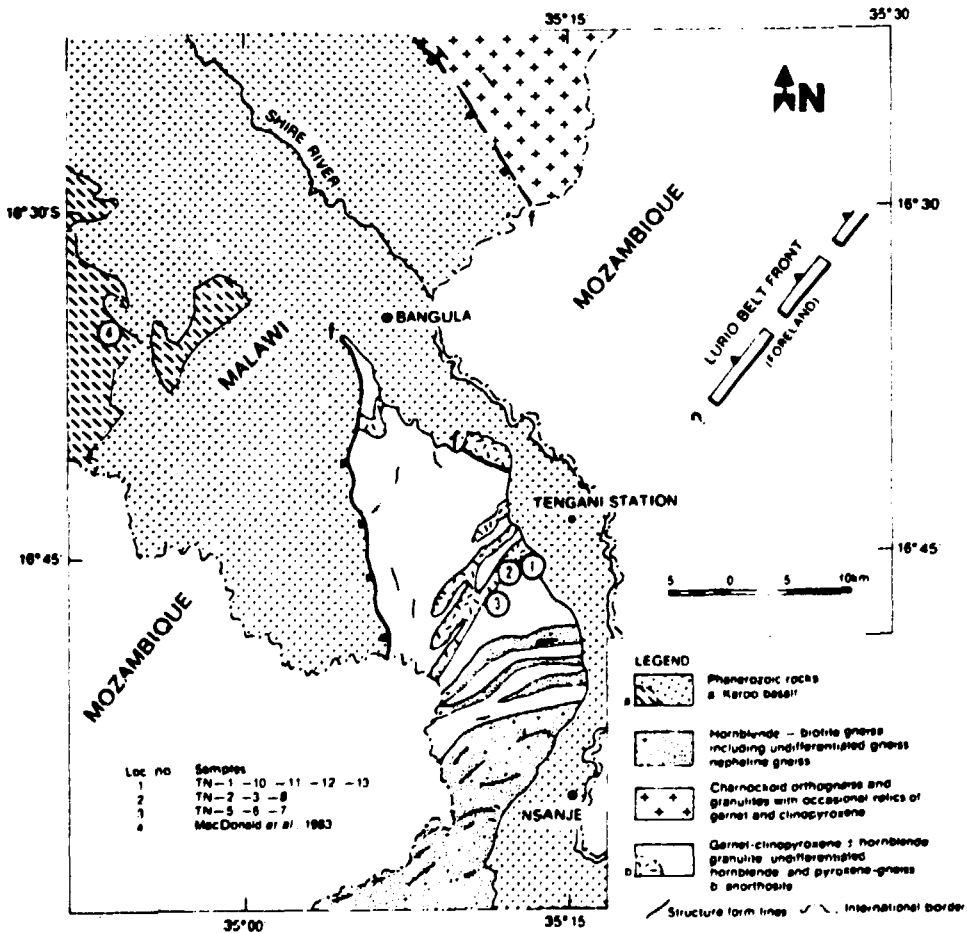 35°15'
35°30
N
SHIRE RIVER
16°30'S
16°30
MOZAMBIQUE
LURIO BELT FRONT
(FORELAND)
?
f
f
BANGULA
MALAWI
4
TENGANI STATION
16°45'
16°45
2
1
3
5 0 5 10km
MOZAMBIQUE
LEGEND
a
Phanerozoic rocks
a Karoo basalt
Hornblende – biotite gneiss
including undifferentiated gneiss
nepheline gneiss
Charnockoid orthogneiss and
granulites with occasional relics of
garnet and clinopyroxene
b
Garnet-clinopyroxene ± hornblende
granulite undifferentiated
hornblende and pyroxene-gneiss
b anorthosite
Structure form lines
International border
Loc no Samples
1 TN–1 –10 –11 –12 –13
2 TN–2 –3 –8
3 TN–5 –6 –7
4 MacDonald et al. 1983
NSANJE
35°00
35°15